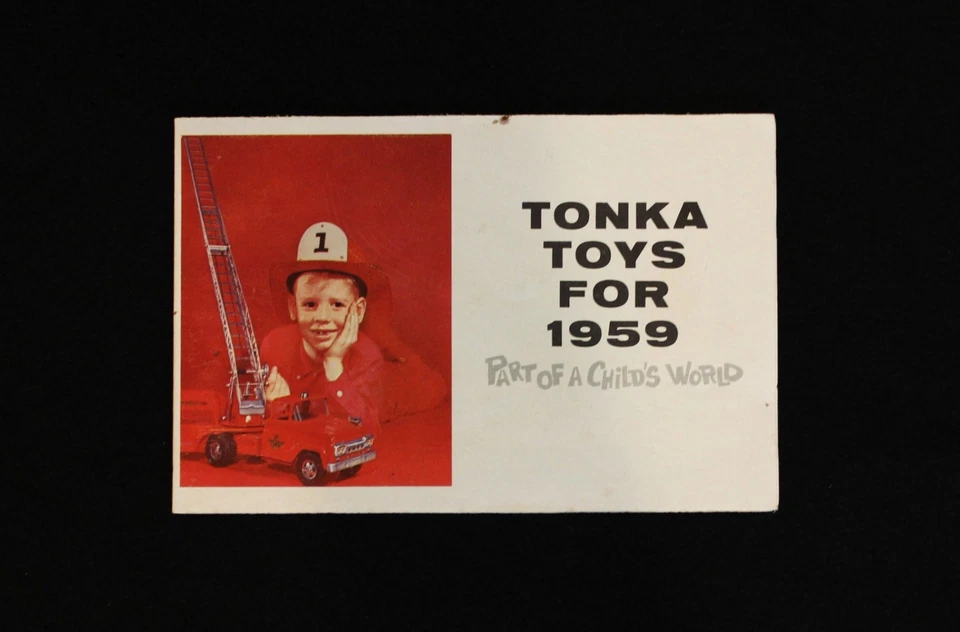 1
TONKA
TOYS
FOR
1959
PART OF A CHILD'S WORLD